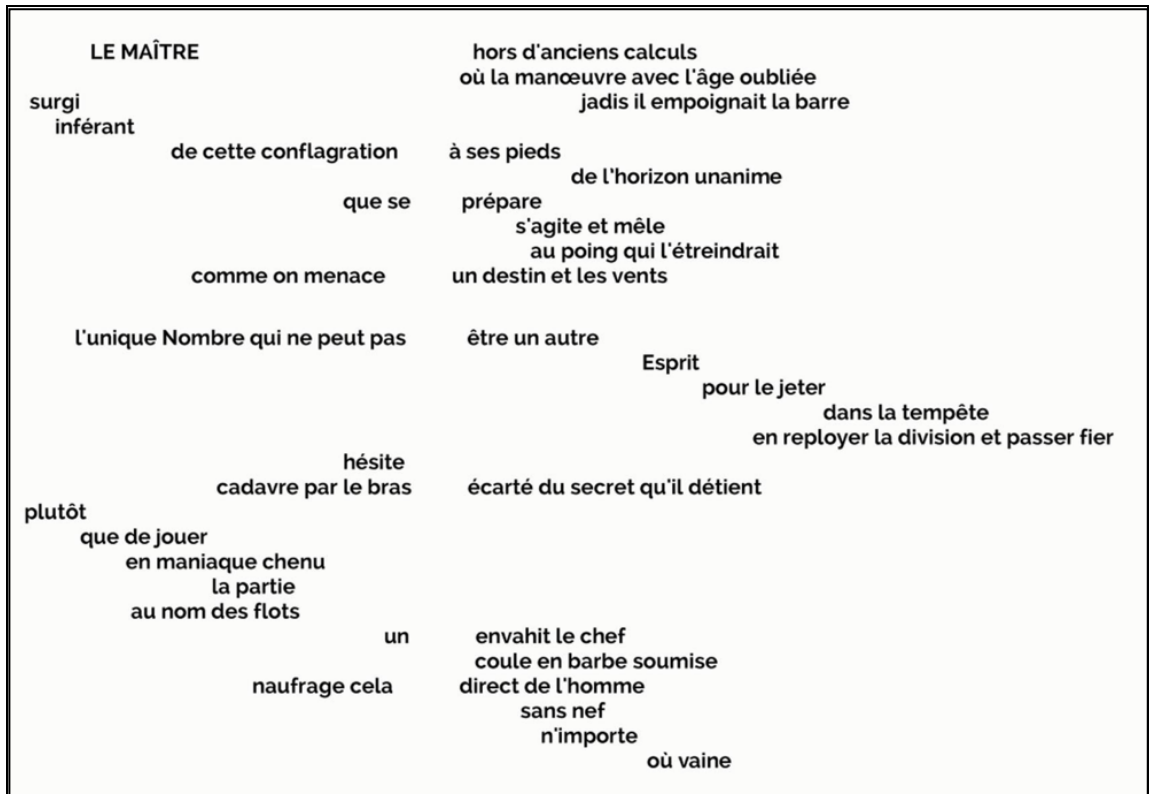 LE MAÎTRE hors d'anciens calculs
où la manœuvre avec l'âge oubliée
surgi jadis il empoignait la barre
inférant
de cette conflagration à ses pieds
de l'horizon unanime
que se prépare
s'agite et mêle
au poing qui l'étreindrait
comme on menace un destin et les vents
l'unique Nombre qui ne peut pas être un autre
Esprit
pour le jeter
dans la tempête
en reployer la division et passer fier
hésite
cadavre par le bras écarté du secret qu'il détient
plutôt
que de jouer
en maniaque chenu
la partie
au nom des flots
un envahit le chef
coule en barbe soumise
naufrage cela direct de l'homme
sans nef
n'importe
où vaine